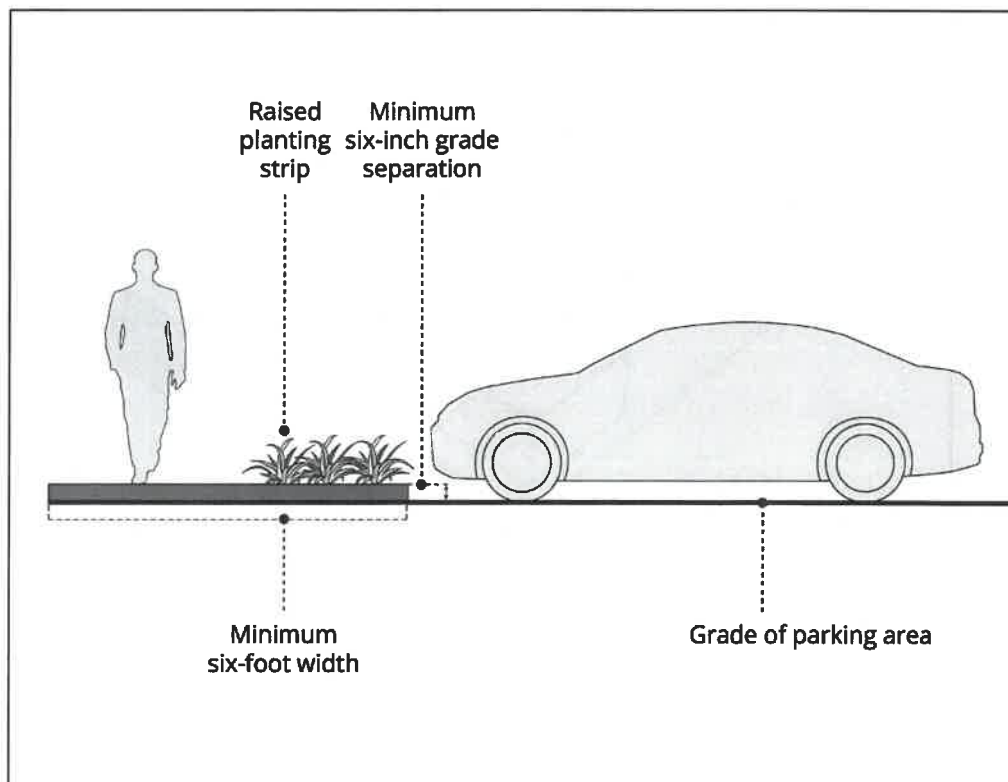 Raised
planting
strip
Minimum
six-inch grade
separation
Minimum
six-foot width
Grade of parking area